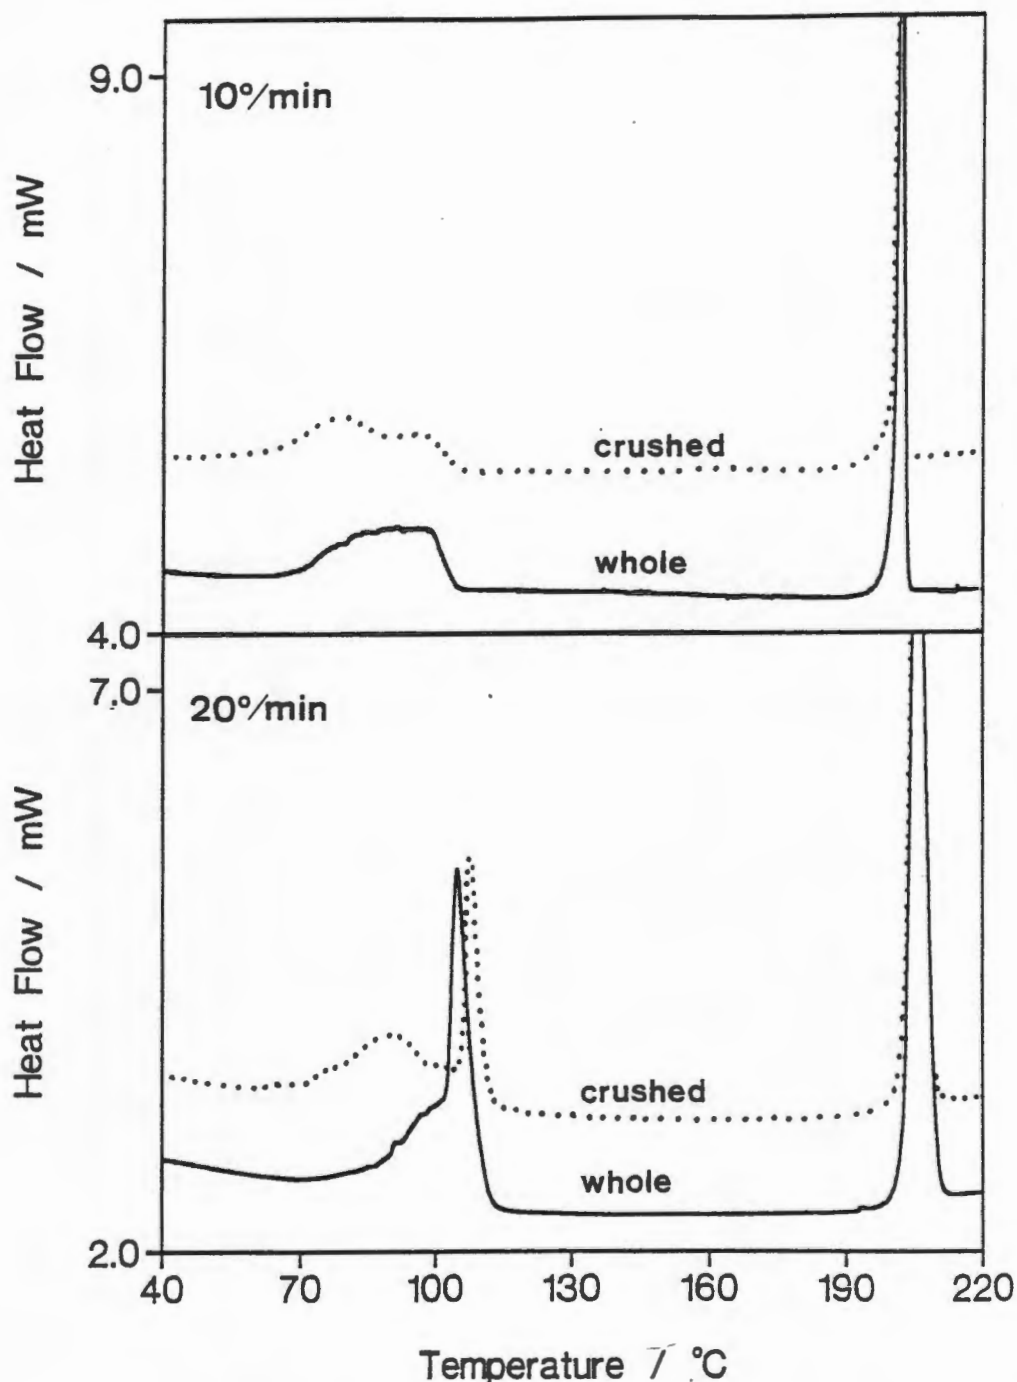 9.0
10°/min
Heat Flow / mW
crushed
whole
4.0
7.0
20°/min
Heat Flow / mW
crushed
whole
2.0
40 70 100 130 160 190 220
Temperature / °C